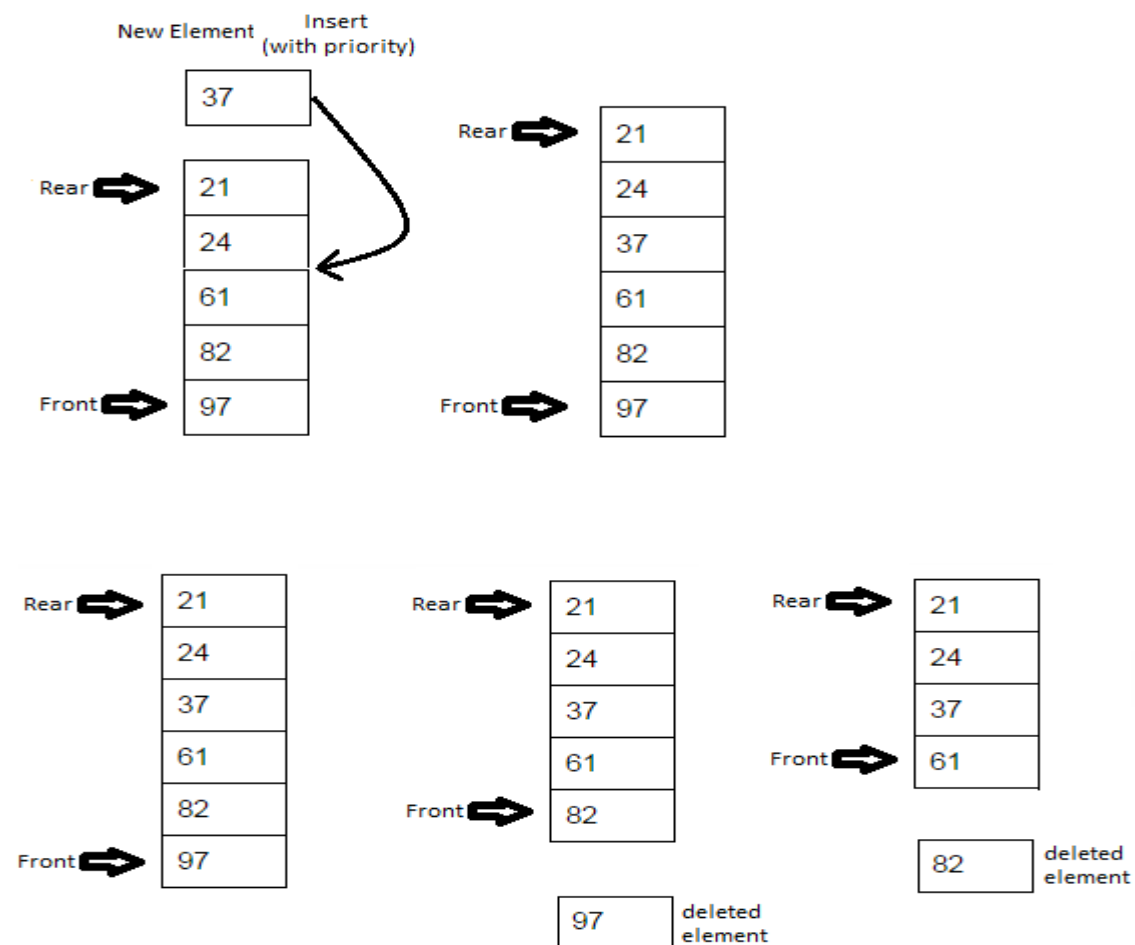 New Element
Insert
(with priority)
37
Rear
21
24
61
82
Front
97
Rear
21
24
37
61
82
Front
97
Rear
21
24
37
61
82
Front
97
Rear
21
24
37
61
Front
82
97
deleted
element
Rear
21
24
37
Front
61
82
deleted
element